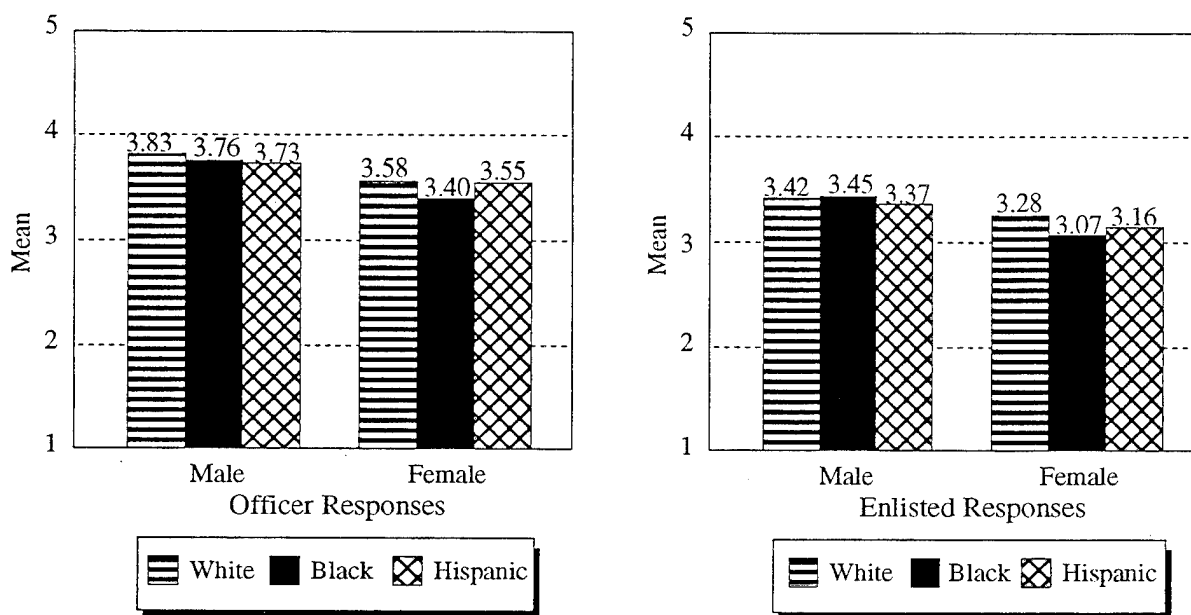 5
4
3
2
1
Mean
3.83 3.76 3.73
3.58 3.40 3.55
Male Female
Officer Responses
White Black Hispanic
5
4
3
2
1
Mean
3.42 3.45 3.37
3.28 3.07 3.16
Male Female
Enlisted Responses
White Black Hispanic